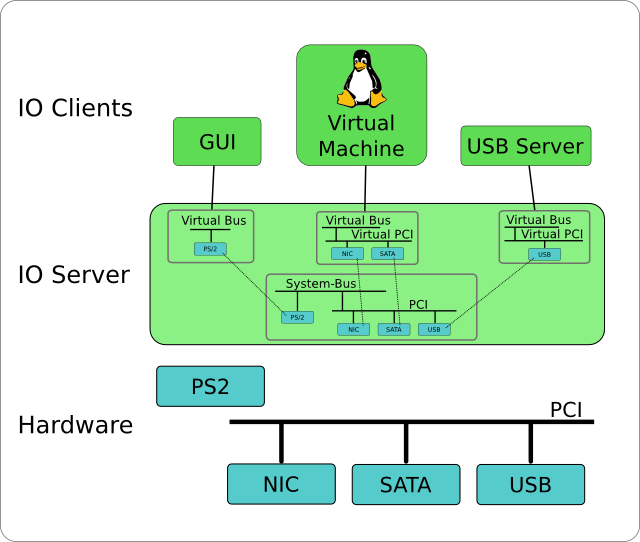 IO Clients
GUI
Virtual
Machine
USB Server
IO Server
Virtual Bus
PS/2
Virtual Bus
Virtual PCI
NIC
SATA
Virtual Bus
Virtual PCI
USB
System-Bus
PS/2
PCI
NIC
SATA
USB
Hardware
PS2
PCI
NIC
SATA
USB